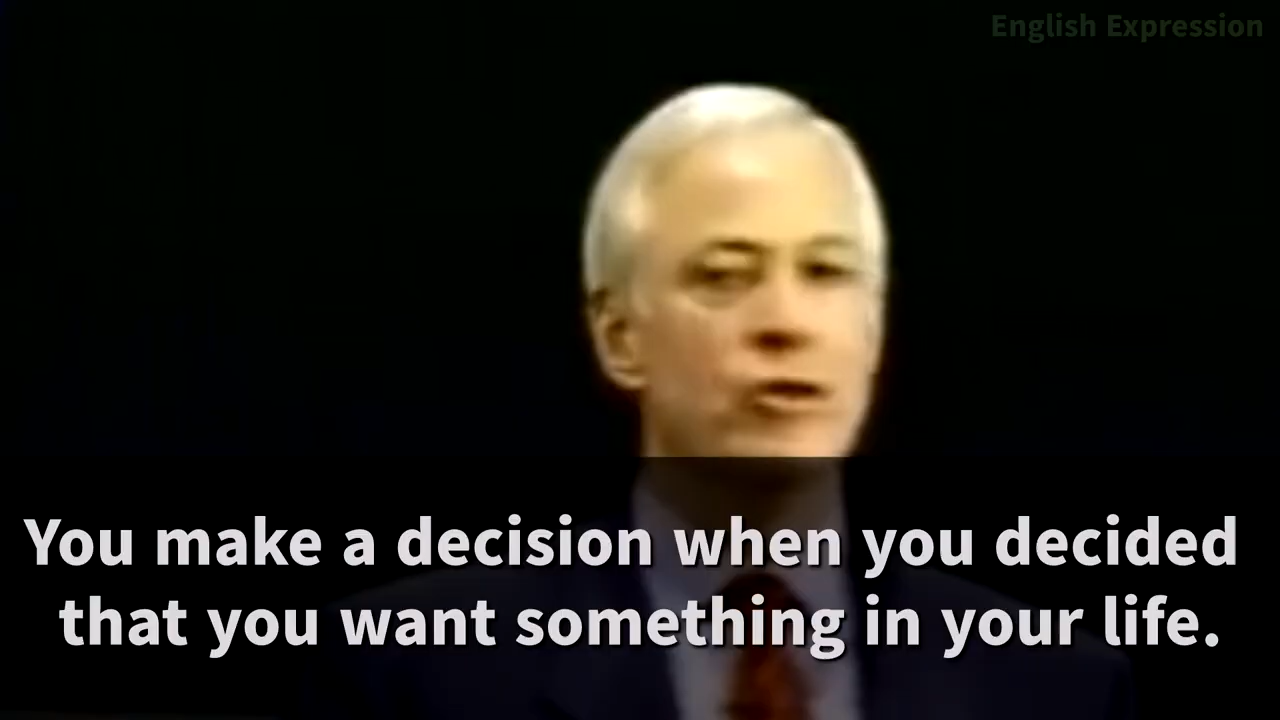 English Expression
You make a decision when you decided
that you want something in your life.